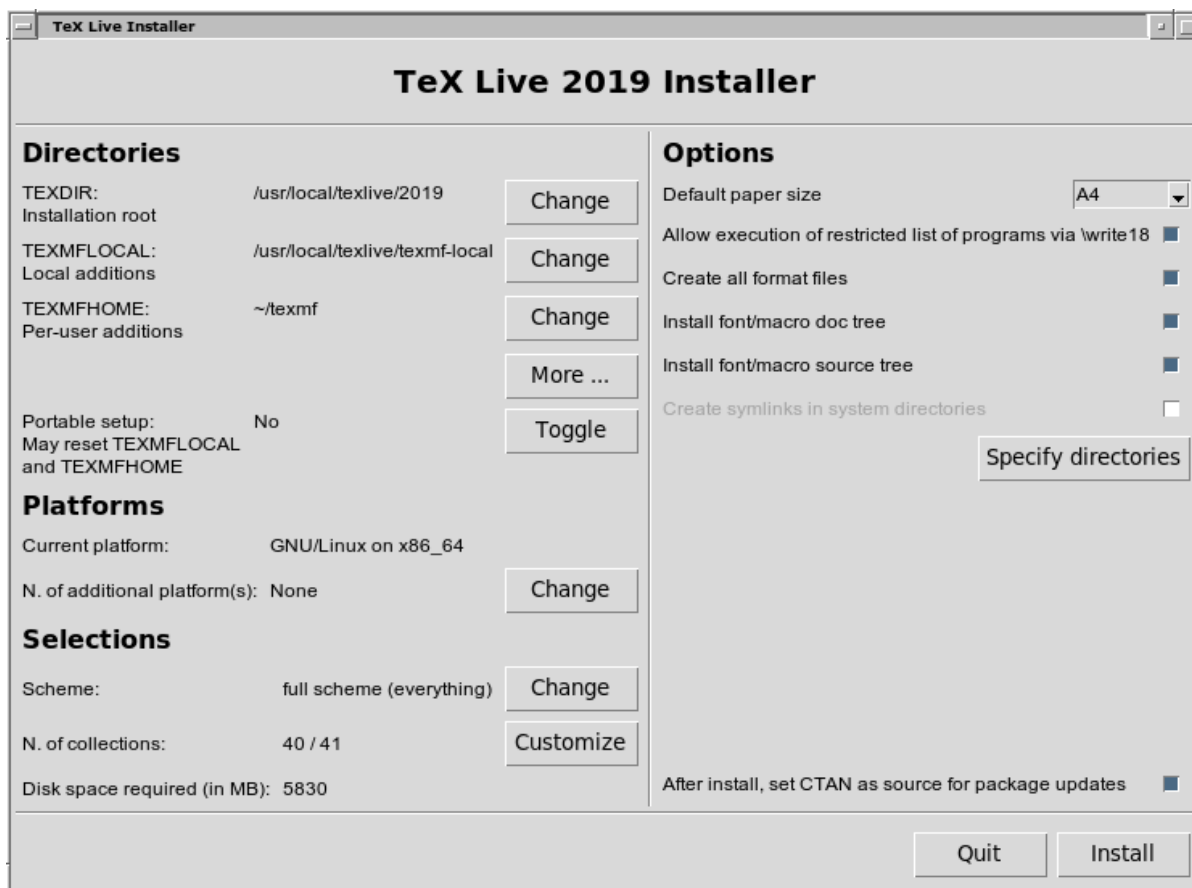 TeX Live Installer
TeX Live 2019 Installer
Directories
TEXDIR: /usr/local/texlive/2019 Change
Installation root
TEXMFLOCAL: /usr/local/texlive/texmf-local Change
Local additions
TEXMFHOME: ~/texmf Change
Per-user additions
More ...
Portable setup: No Toggle
May reset TEXMFLOCAL
and TEXMFHOME
Platforms
Current platform: GNU/Linux on x86_64
N. of additional platform(s): None Change
Selections
Scheme: full scheme (everything) Change
N. of collections: 40 / 41 Customize
Disk space required (in MB): 5830
Options
Default paper size A4
Allow execution of restricted list of programs via \write18
Create all format files
Install font/macro doc tree
Install font/macro source tree
Create symlinks in system directories
Specify directories
After install, set CTAN as source for package updates
Quit Install